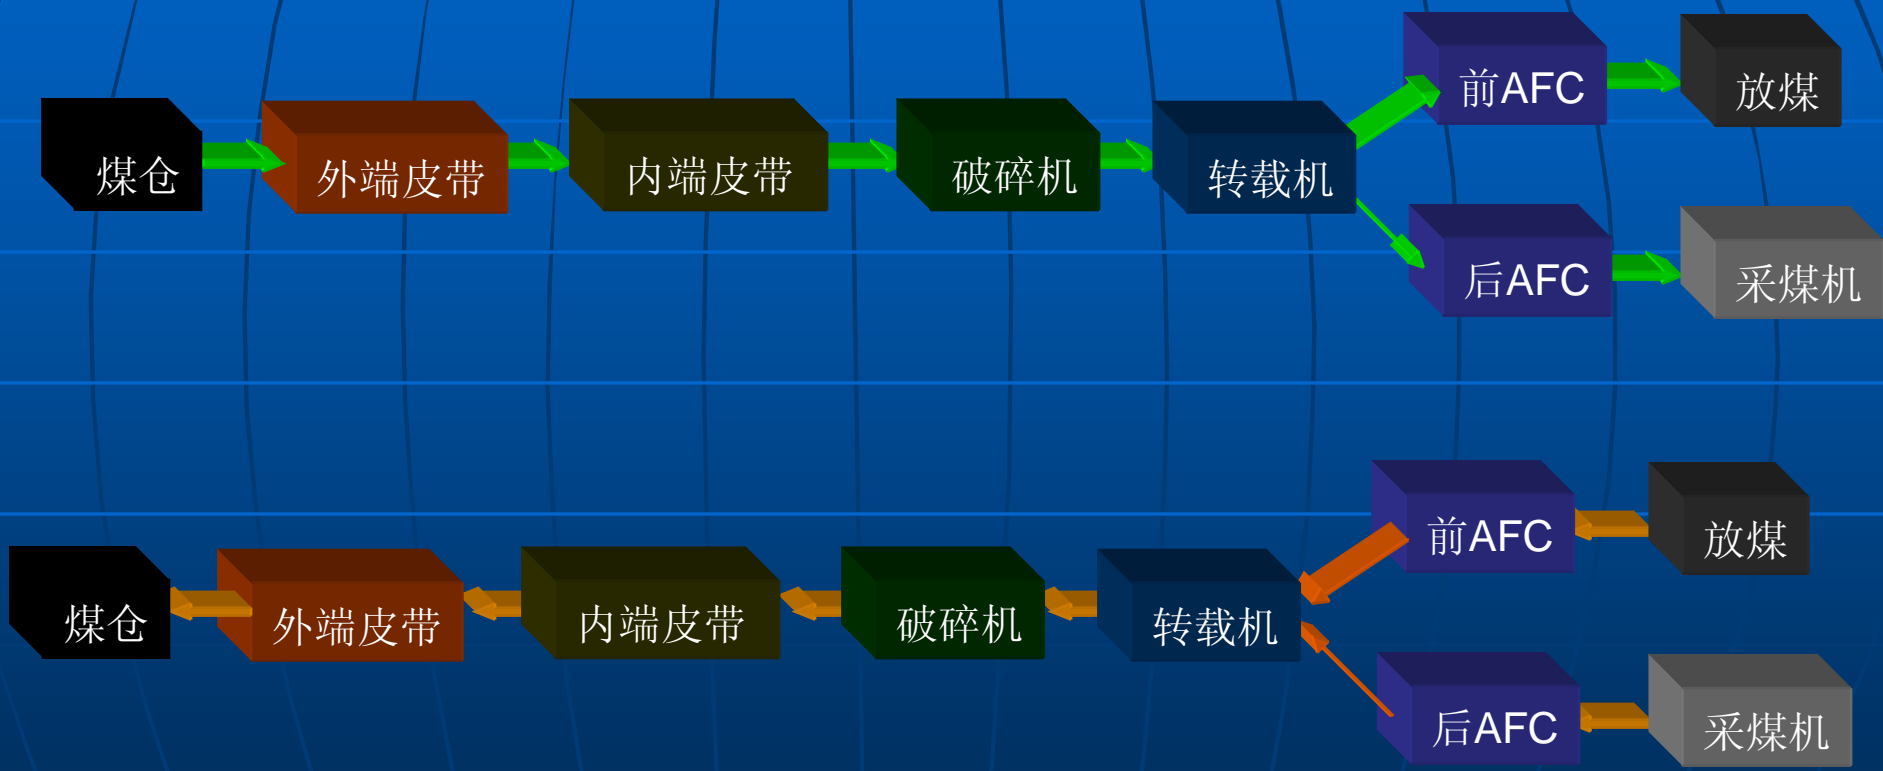 前AFC
放煤
煤仓
外端皮带
内端皮带
破碎机
转载机
后AFC
采煤机
前AFC
放煤
煤仓
外端皮带
内端皮带
破碎机
转载机
后AFC
采煤机